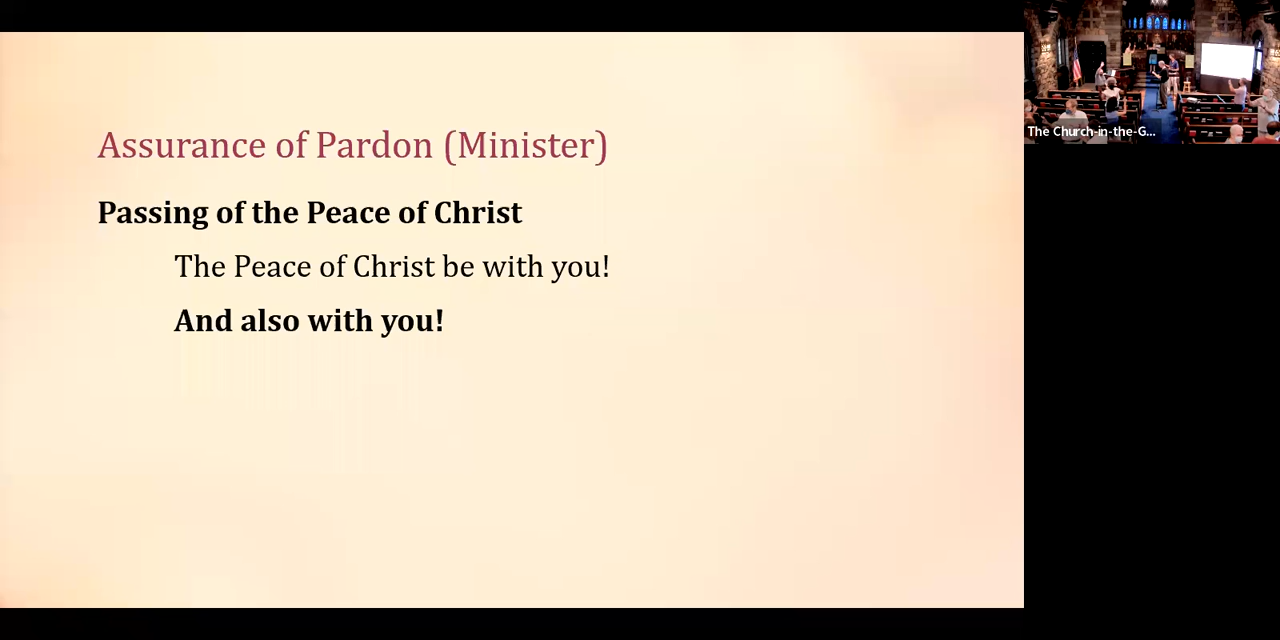 Assurance of Pardon (Minister)
Passing of the Peace of Christ
The Peace of Christ be with you!
And also with you!
The Church-in-the-G...